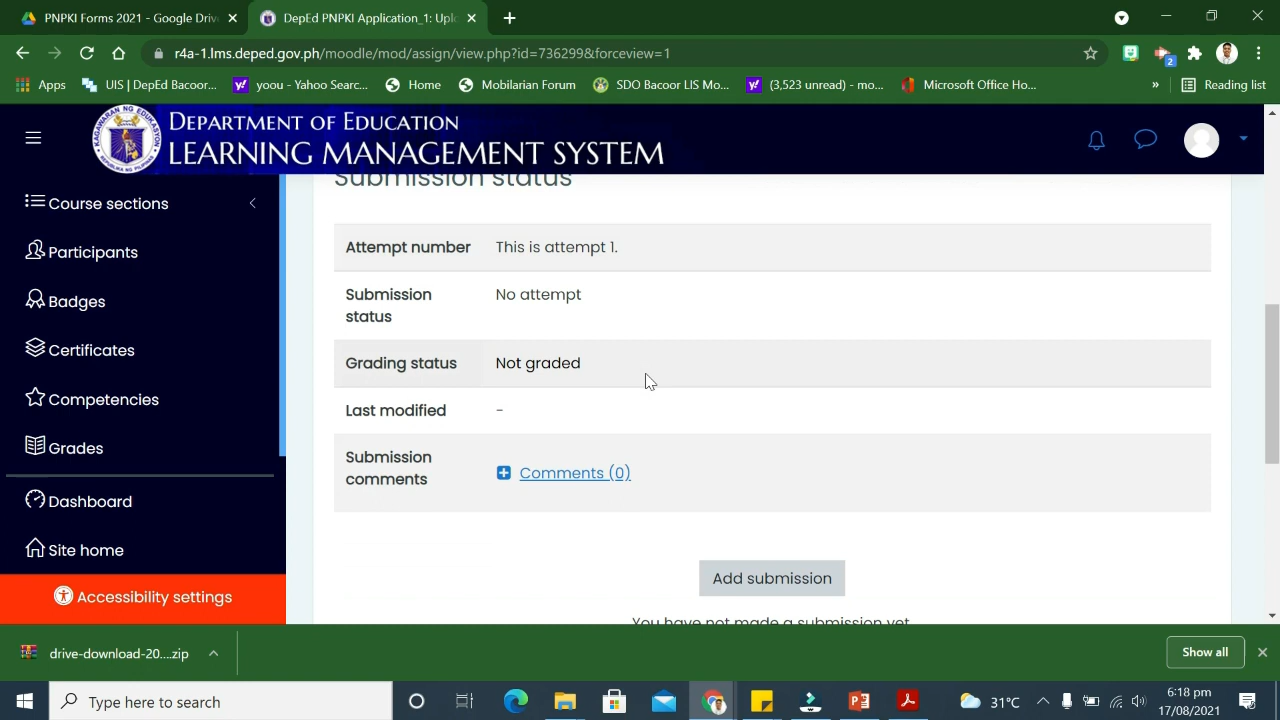 PNPKI Forms 2021 - Google Drive
DepEd PNPKI Application_1: Uplo
r4a-1.lms.deped.gov.ph/moodle/mod/assign/view.php?id=736299&forceview=1
Apps
UIS | DepEd Bacoor...
yoou - Yahoo Searc...
Home
Mobilarian Forum
SDO Bacoor LIS Mo...
(3,523 unread) - mo...
Microsoft Office Ho...
»
Reading list
2
KAGAWARAN NG EDUKASYON
DEPARTMENT OF EDUCATION
LEARNING MANAGEMENT SYSTEM
Course sections
Participants
Badges
Certificates
Competencies
Grades
Dashboard
Site home
Accessibility settings
Submission status
Attempt number This is attempt 1.
Submission status No attempt
Grading status Not graded
Last modified -
Submission comments Comments (0)
Add submission
You have not made a submission yet
drive-download-20....zip
Show all
Type here to search
31°C
6:18 pm
17/08/2021